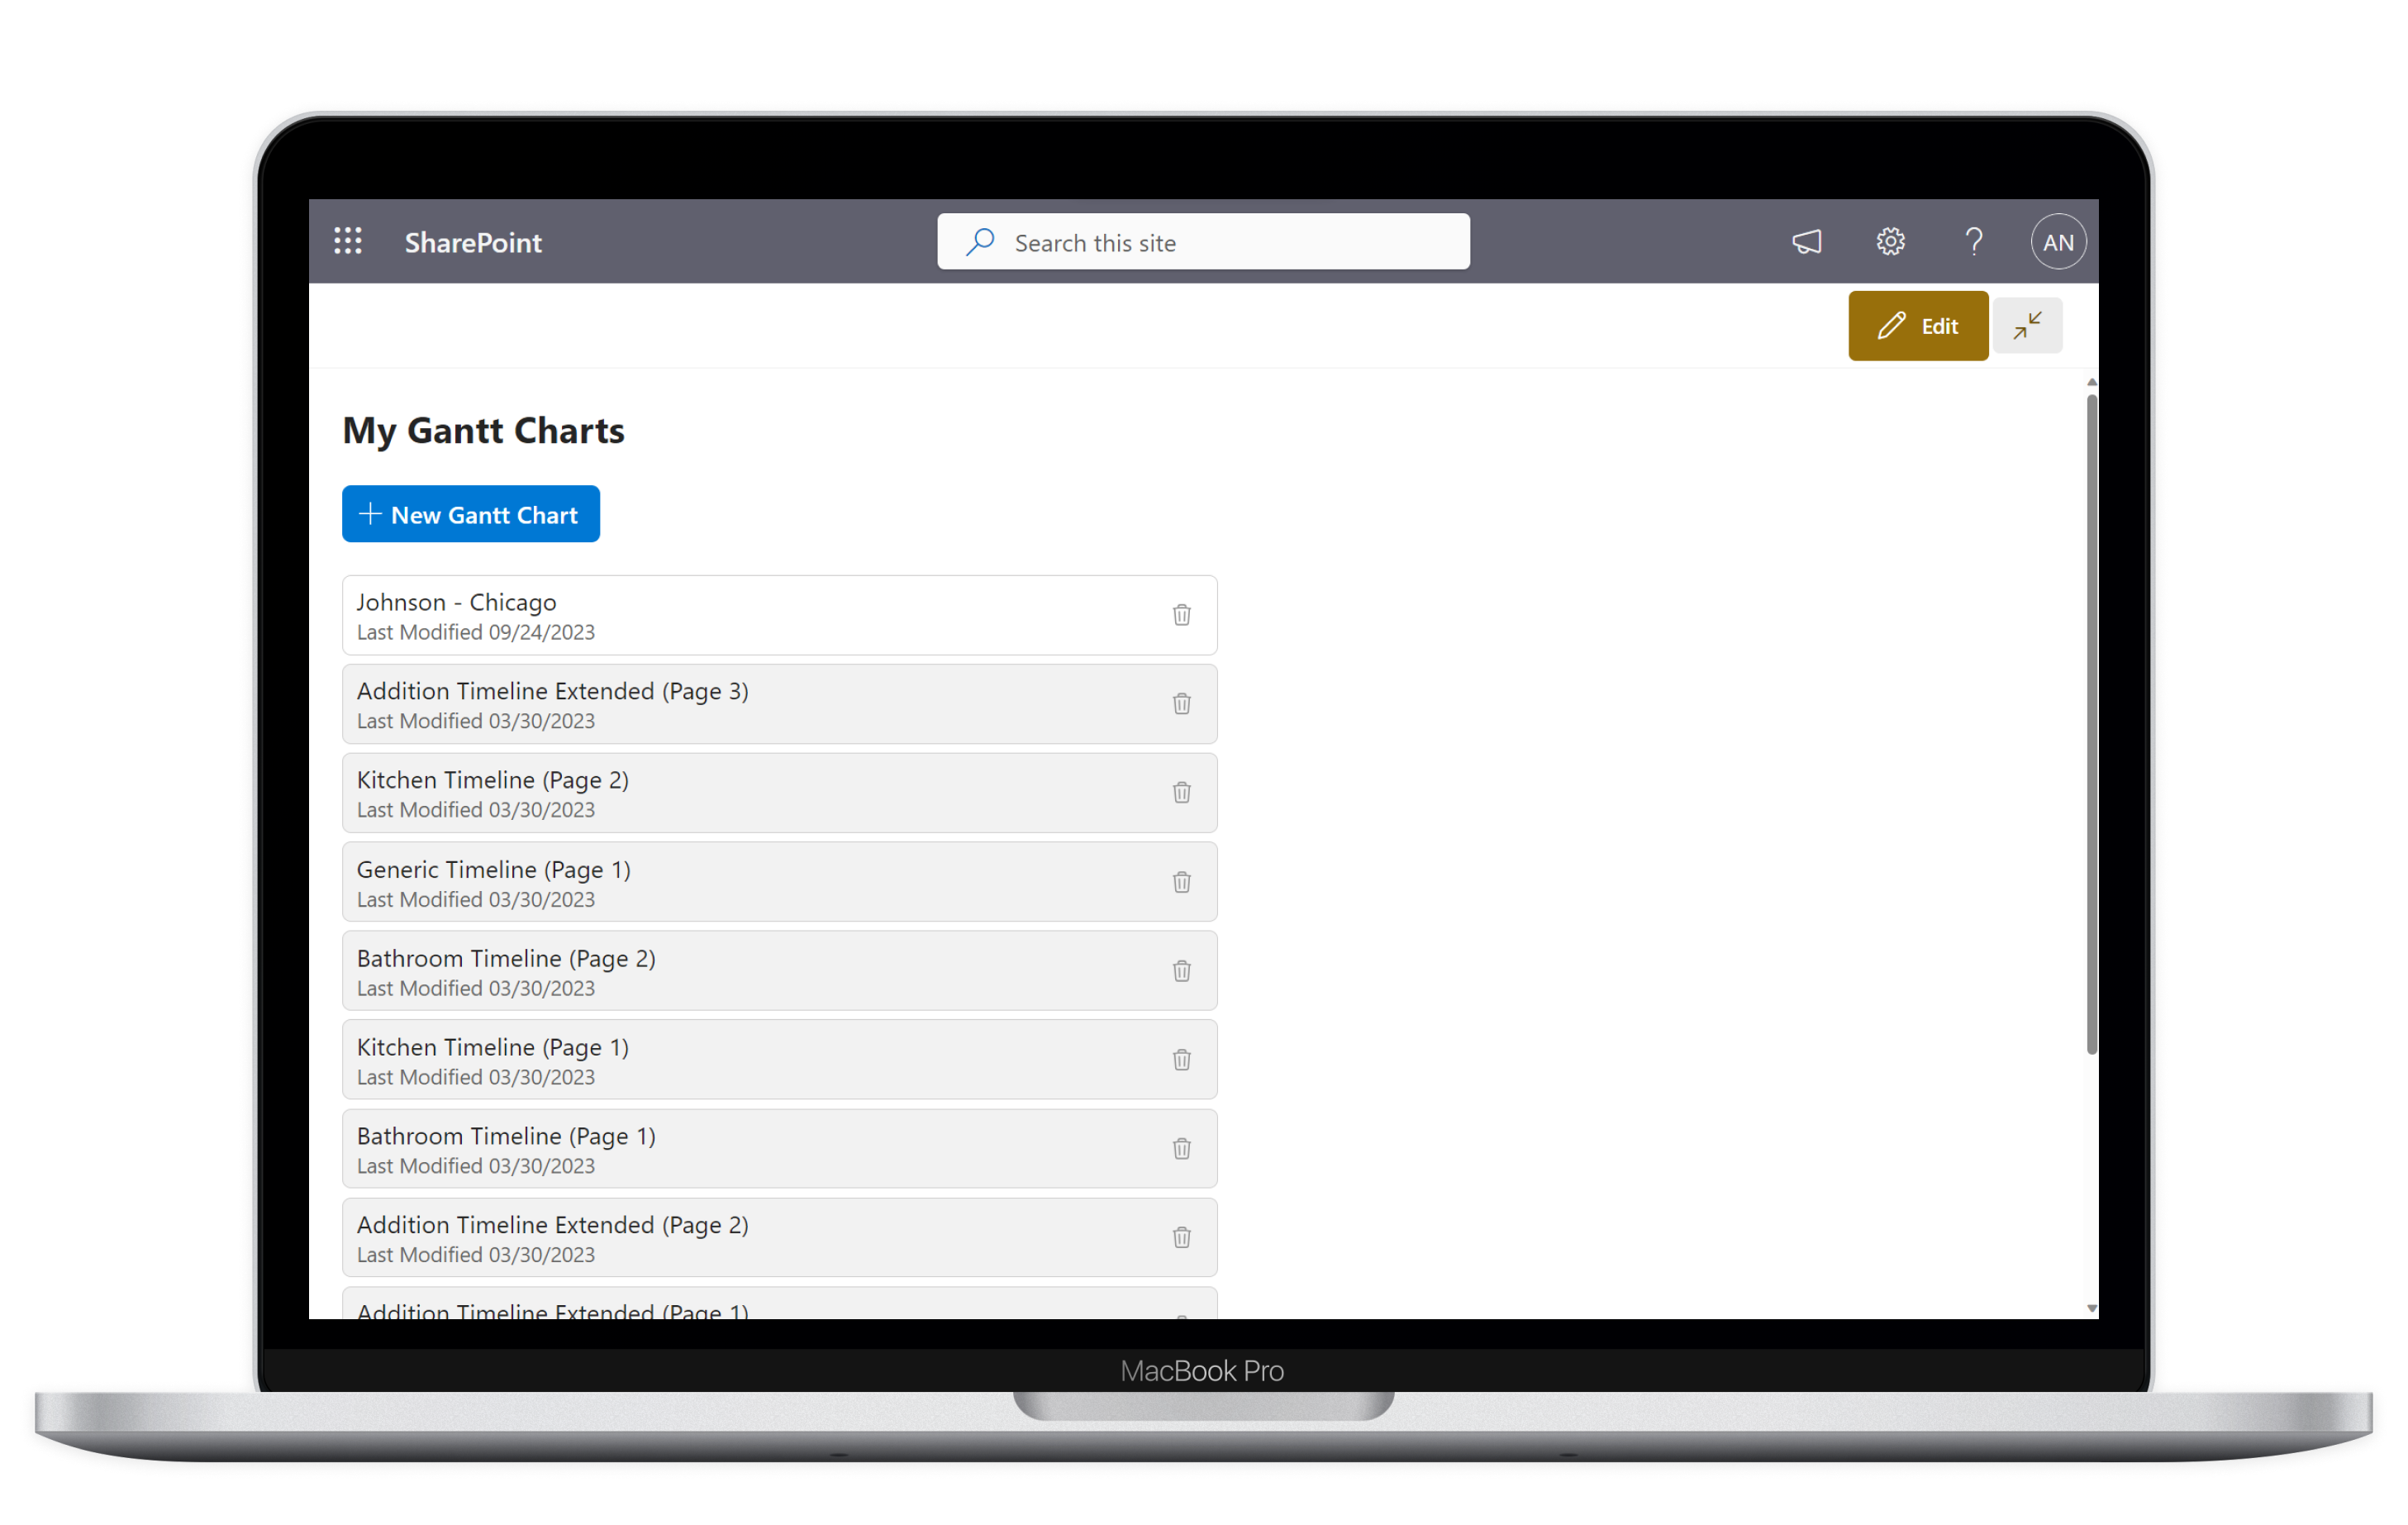 SharePoint
Search this site
AN
Edit
My Gantt Charts
New Gantt Chart
Johnson - Chicago
Last Modified 09/24/2023
Addition Timeline Extended (Page 3)
Last Modified 03/30/2023
Kitchen Timeline (Page 2)
Last Modified 03/30/2023
Generic Timeline (Page 1)
Last Modified 03/30/2023
Bathroom Timeline (Page 2)
Last Modified 03/30/2023
Kitchen Timeline (Page 1)
Last Modified 03/30/2023
Bathroom Timeline (Page 1)
Last Modified 03/30/2023
Addition Timeline Extended (Page 2)
Last Modified 03/30/2023
Addition Timeline Extended (Page 1)
MacBook Pro